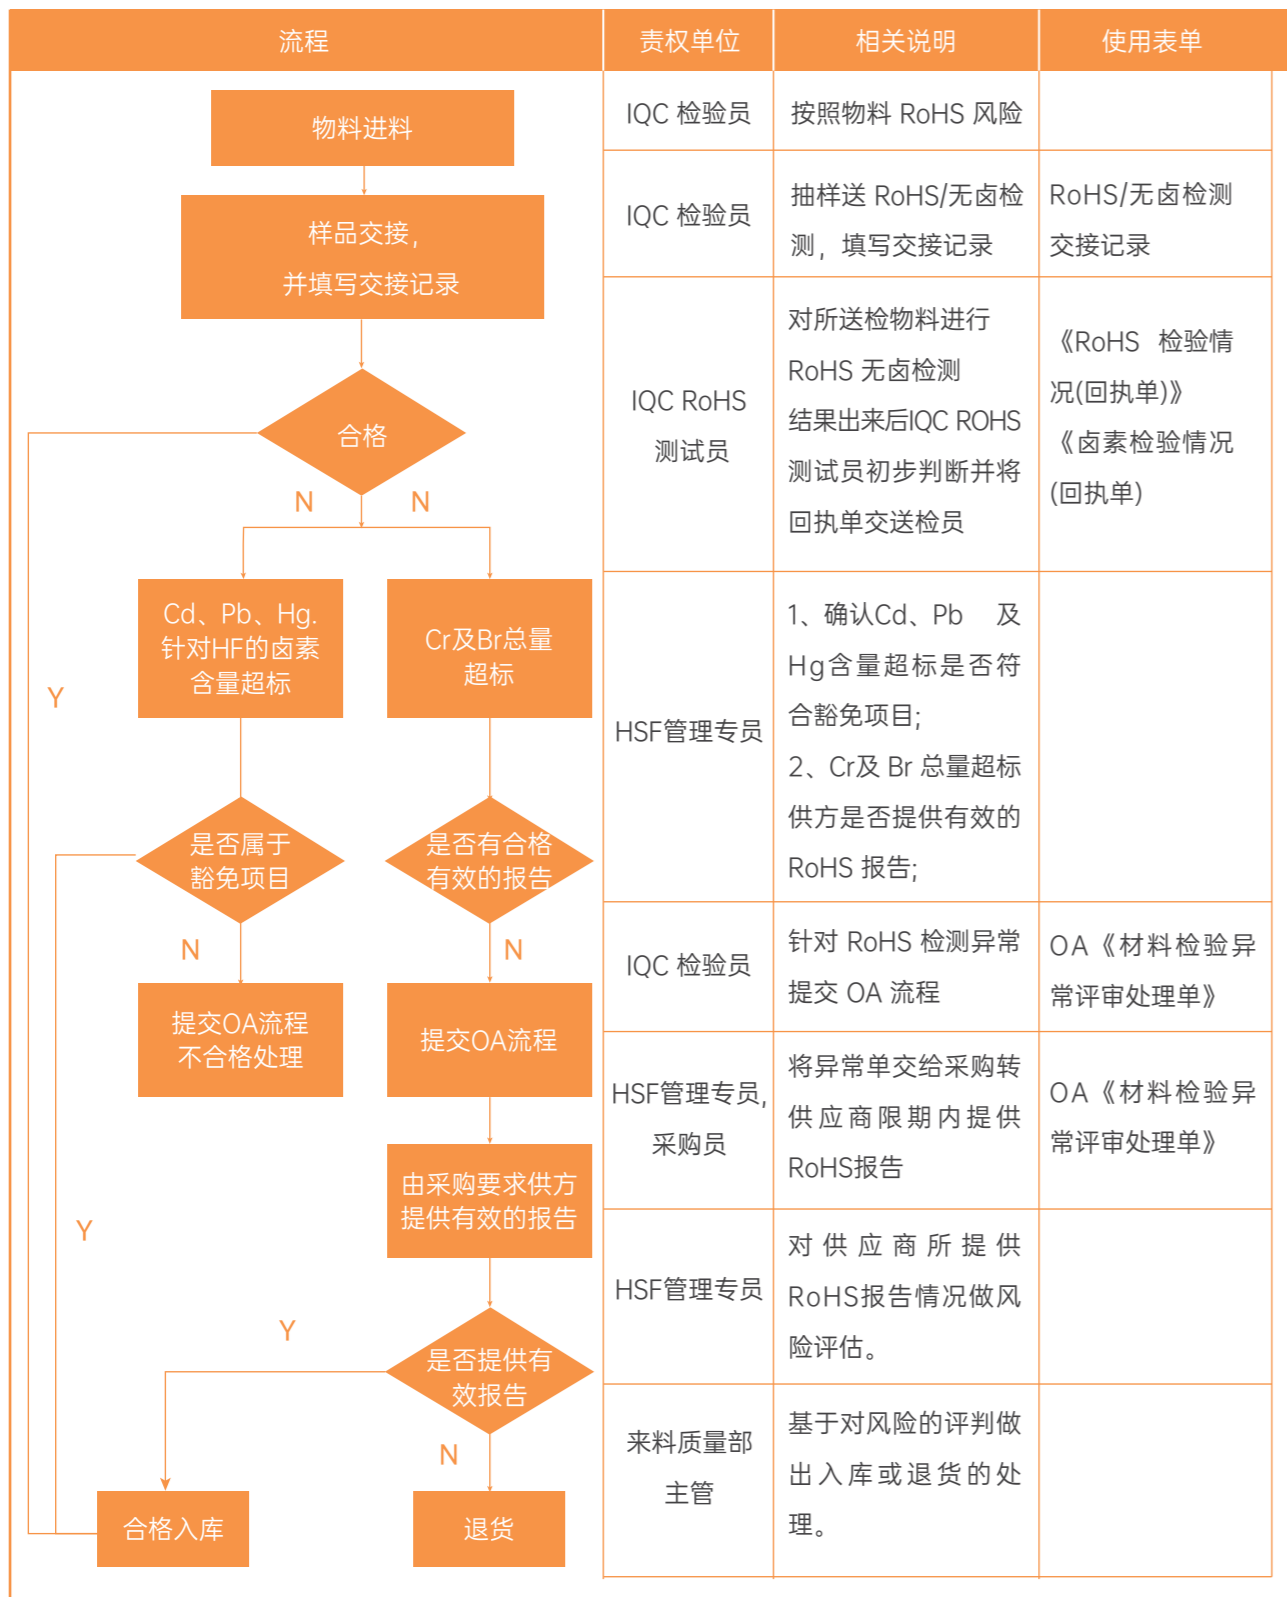 流程
责权单位
相关说明
使用表单
物料进料
IQC 检验员
按照物料 RoHS 风险
样品交接，
并填写交接记录
IQC 检验员
抽样送 RoHS/无卤检
测，填写交接记录
RoHS/无卤检测
交接记录
合格
N
N
Y
IQC RoHS
测试员
对所送检物料进行
RoHS 无卤检测
结果出来后IQC ROHS
测试员初步判断并将
回执单交送检员
《RoHS 检验情
况(回执单)》
《卤素检验情况
(回执单)
Cd、Pb、Hg.
针对HF的卤素
含量超标
Cr及Br总量
超标
是否属于
豁免项目
是否有合格
有效的报告
HSF管理专员
1、确认Cd、Pb 及
Hg含量超标是否符
合豁免项目;
2、Cr及 Br 总量超标
供方是否提供有效的
RoHS 报告;
N
N
Y
提交OA流程
不合格处理
提交OA流程
IQC 检验员
针对 RoHS 检测异常
提交 OA 流程
OA《材料检验异
常评审处理单》
由采购要求供方
提供有效的报告
HSF管理专员,
采购员
将异常单交给采购转
供应商限期内提供
RoHS报告
OA《材料检验异
常评审处理单》
Y
是否提供有
效报告
N
HSF管理专员
对供应商所提供
RoHS报告情况做风
险评估。
合格入库
退货
来料质量部
主管
基于对风险的评判做
出入库或退货的处
理。